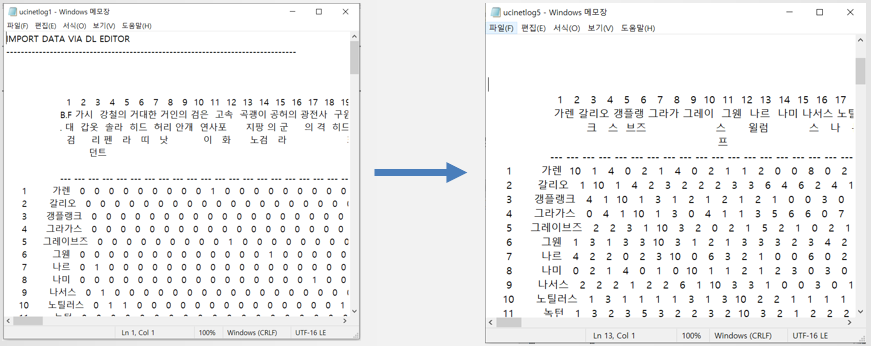 ucinetlog1 - Windows 메모장
파일(F) 편집(E) 서식(O) 보기(V) 도움말(H)
IMPORT DATA VIA DL EDITOR
1 2 3 4 5 6 7 8 9 10 11 12 13 14 15 16 17 18 19
B.F 가시 강철의 거대한 거인의 검은 고속 곡괭이 공허의 광전사 구원
. 대 갑옷 솔라 히드 허리 안개 연사포 지팡 의 군 의 격 히드
검 리 펜 라 띠 낫 이 화 노검 라
던트
--- --- --- --- --- --- --- --- --- --- --- --- --- --- --- --- --- ---
1 가렌 0 0 0 0 0 0 0 0 1 0 0 0 0 0 0 0 0
2 갈리오 0 0 0 0 0 0 0 0 0 0 0 0 0 0 0 0 0
3 갱플랭크 0 0 0 0 0 0 0 0 0 0 0 0 0 0 0 0 0
4 그라가스 0 0 0 0 0 0 0 0 0 0 0 0 0 0 0 0 0
5 그레이브즈 0 0 0 0 0 0 0 0 0 1 0 0 0 0 0 0 0
6 그웬 0 0 0 0 0 0 0 0 0 0 0 0 1 0 0 0 0
7 나르 0 1 0 0 0 0 0 0 0 0 0 0 0 0 0 0 0
8 나미 0 0 0 0 0 0 0 0 0 0 0 0 0 0 1 0 0
9 나서스 0 1 0 0 0 0 0 0 0 0 0 0 0 0 0 0 0
10 노틸러스 0 0 1 1 0 0 0 0 0 0 0 0 0 0 0 0 1
11 녹턴
Ln 1, Col 1 100% Windows (CRLF) UTF-16 LE
ucinetlog5 - Windows 메모장
파일(F) 편집(E) 서식(O) 보기(V) 도움말(H)
1 2 3 4 5 6 7 8 9 10 11 12 13 14 15 16 17
가렌 갈리오 갱플랭 그라가 그레이 그웬 나르 나미 나서스 노틸
크 스 브즈 스 윌럼 스 나
프
--- --- --- --- --- --- --- --- --- --- --- --- --- --- --- --- ---
1 가렌 10 1 4 0 2 1 4 0 2 1 1 2 0 0 8 0 2
2 갈리오 1 10 1 4 2 3 2 2 2 3 3 6 4 6 2 4 1
3 갱플랭크 4 1 10 1 3 1 2 1 2 1 2 1 0 0 3 0
4 그라가스 0 4 1 10 1 3 0 4 1 1 3 5 6 6 0 7
5 그레이브즈 2 2 3 1 10 3 2 0 2 1 5 2 1 0 2 1
6 그웬 1 3 1 3 3 10 3 1 2 1 3 3 3 2 3 4 2
7 나르 4 2 2 0 2 3 10 0 6 3 2 1 0 0 6 0 2
8 나미 0 2 1 4 0 1 0 10 1 1 2 1 2 3 0 3 0
9 나서스 2 2 2 1 2 2 6 1 10 3 3 1 0 0 3 0
10 노틸러스 1 3 1 1 1 1 3 1 3 10 2 2 1 1 1 1
11 녹턴 1 3 2 3 5 3 2 2 3 2 10 3 2 1 1
Ln 13, Col 1 100% Windows (CRLF) UTF-16 LE